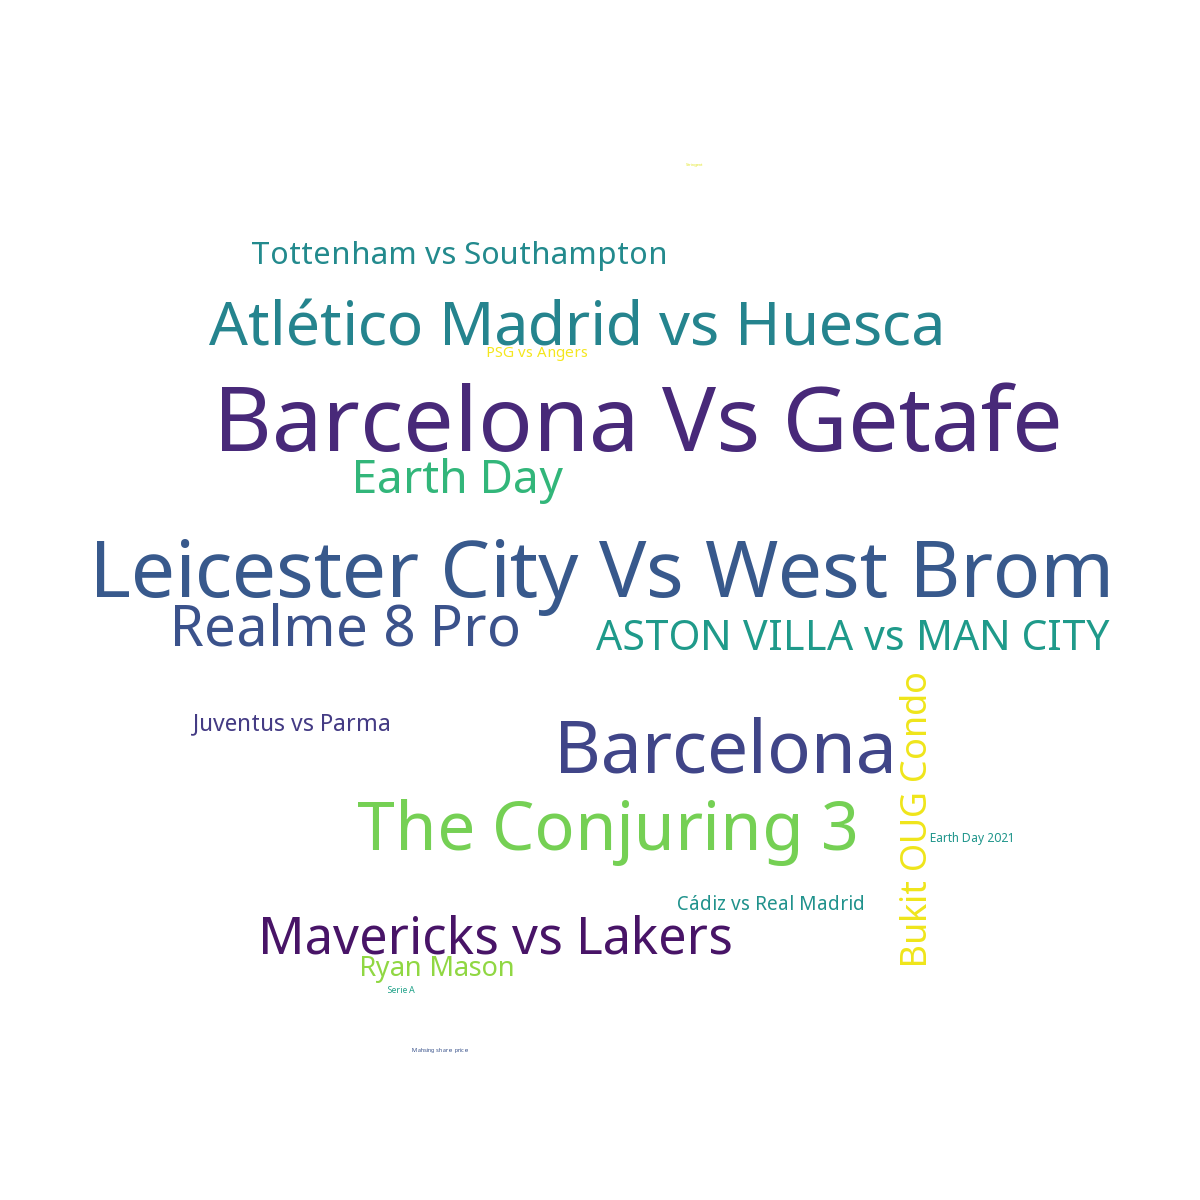 Tottenham vs Southampton
Atlético Madrid vs Huesca
PSG vs Angers
Barcelona Vs Getafe
Earth Day
Leicester City Vs West Brom
Realme 8 Pro
ASTON VILLA vs MAN CITY
Juventus vs Parma
Barcelona
Bukit OUG Condo
The Conjuring 3
Earth Day 2021
Cádiz vs Real Madrid
Mavericks vs Lakers
Ryan Mason
Serie A
Mahsing share price